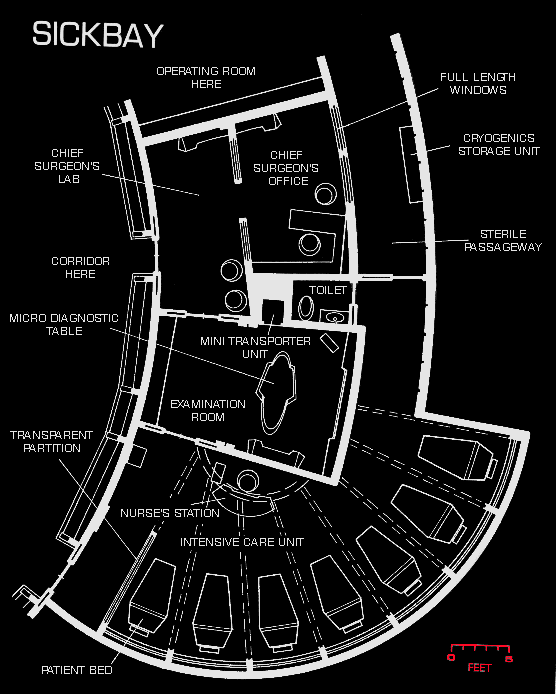 SICKBAY
OPERATING ROOM
HERE
FULL LENGTH
WINDOWS
CHIEF
SURGEON'S
LAB
CHIEF
SURGEON'S
OFFICE
CRYOGENICS
STORAGE UNIT
STERILE
PASSAGEWAY
CORRIDOR
HERE
TOILET
MICRO DIAGNOSTIC
TABLE
MINI TRANSPORTER
UNIT
EXAMINATION
ROOM
TRANSPARENT
PARTITION
NURSE'S STATION
INTENSIVE CARE UNIT
PATIENT BED
FEET